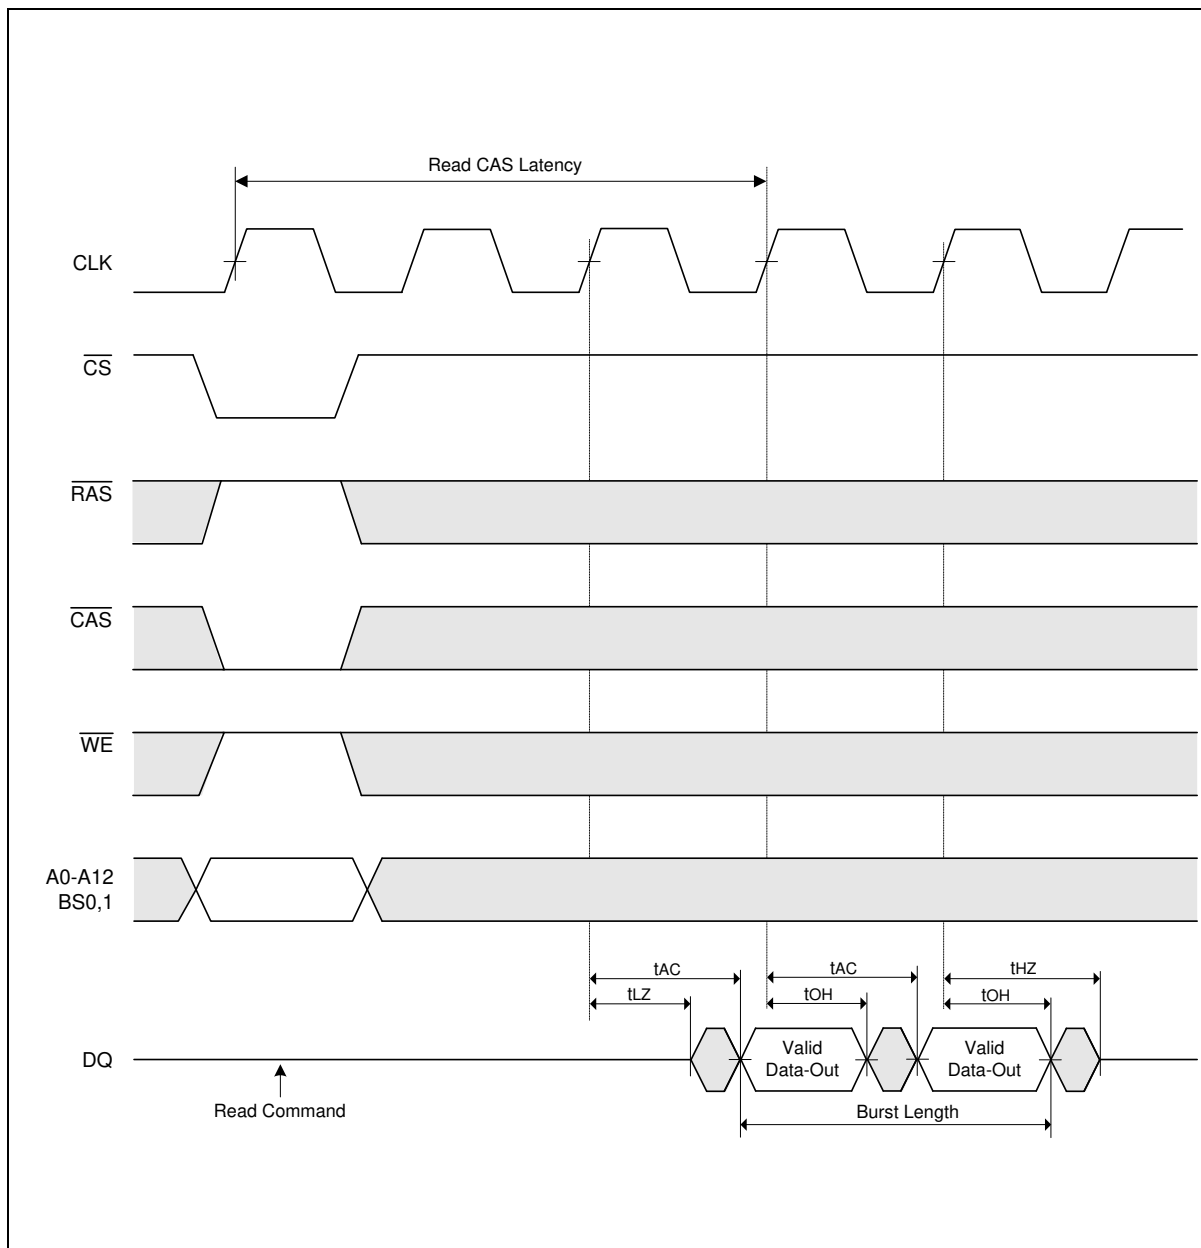 Read CAS Latency
CLK
CS
RAS
CAS
WE
A0-A12
BS0,1
tAC
tAC
tHZ
tLZ
tOH
tOH
DQ
Valid
Data-Out
Valid
Data-Out
Read Command
Burst Length